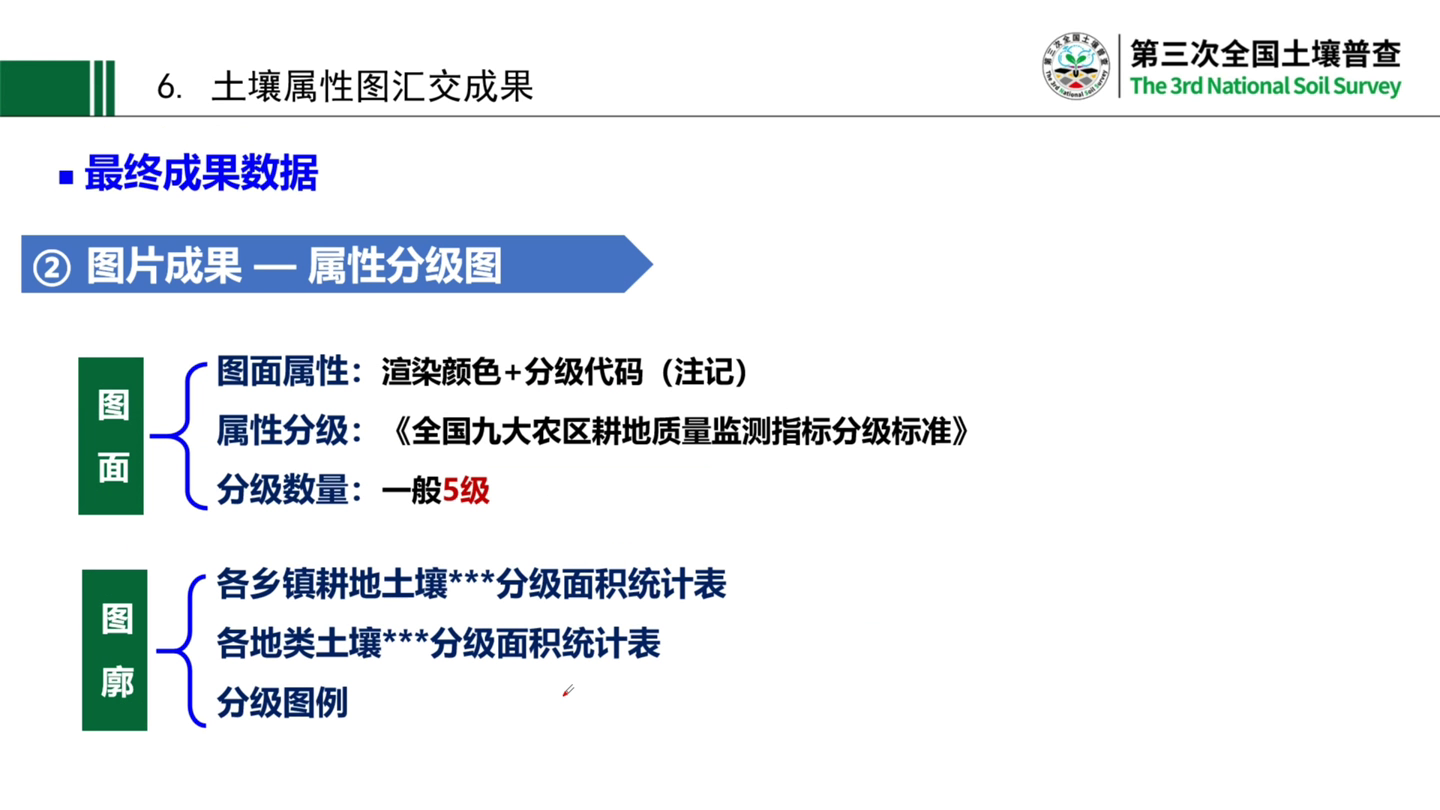 第三次全国土壤普查
The 3rd National Soil Survey
6. 土壤属性图汇交成果
▪ 最终成果数据
② 图片成果 — 属性分级图
图面
图面属性：渲染颜色+分级代码（注记）
属性分级：《全国九大农区耕地质量监测指标分级标准》
分级数量：一般5级
图廓
各乡镇耕地土壤***分级面积统计表
各地类土壤***分级面积统计表
分级图例